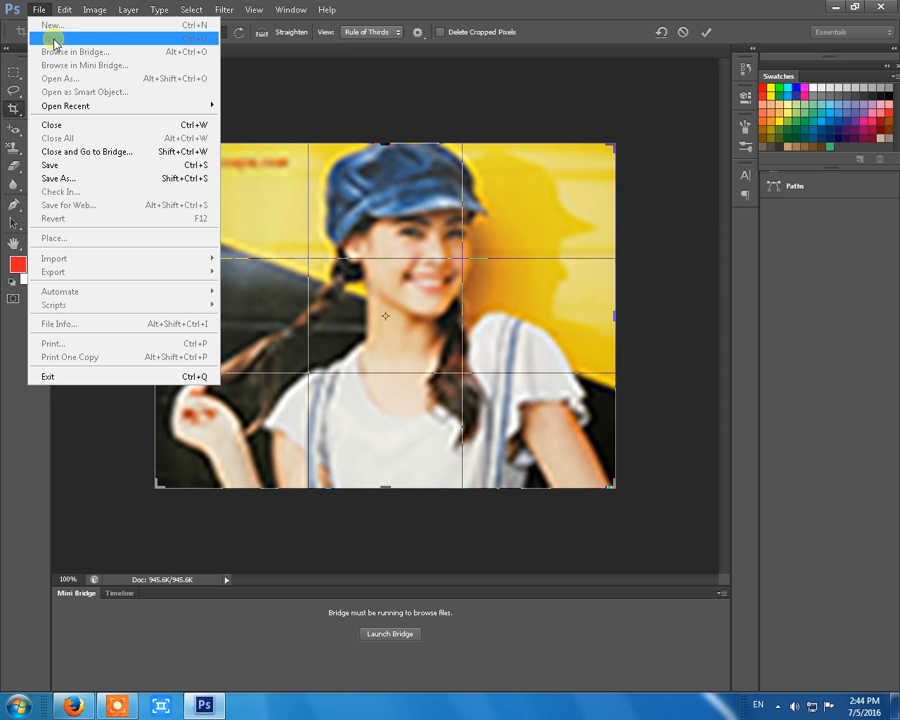 Ps File Edit Image Layer Type Select Filter View Window Help
Straighten View: Rule of Thirds Delete Cropped Pixels Essentials
New... Ctrl+N
Browse in Bridge... Alt+Ctrl+O
Browse in Mini Bridge...
Open As... Alt+Shift+Ctrl+O
Open as Smart Object...
Open Recent
Close Ctrl+W
Close All Alt+Ctrl+W
Close and Go to Bridge... Shift+Ctrl+W
Save Ctrl+S
Save As... Shift+Ctrl+S
Check In...
Save for Web... Alt+Shift+Ctrl+S
Revert F12
Place...
Import
Export
Automate
Scripts
File Info... Alt+Shift+Ctrl+I
Print... Ctrl+P
Print One Copy Alt+Shift+Ctrl+P
Exit Ctrl+Q
Swatches
Paths
100% Doc: 945.6K/945.6K
Mini Bridge Timeline
Bridge must be running to browse files.
Launch Bridge
Ps
EN
2:44 PM
7/5/2016